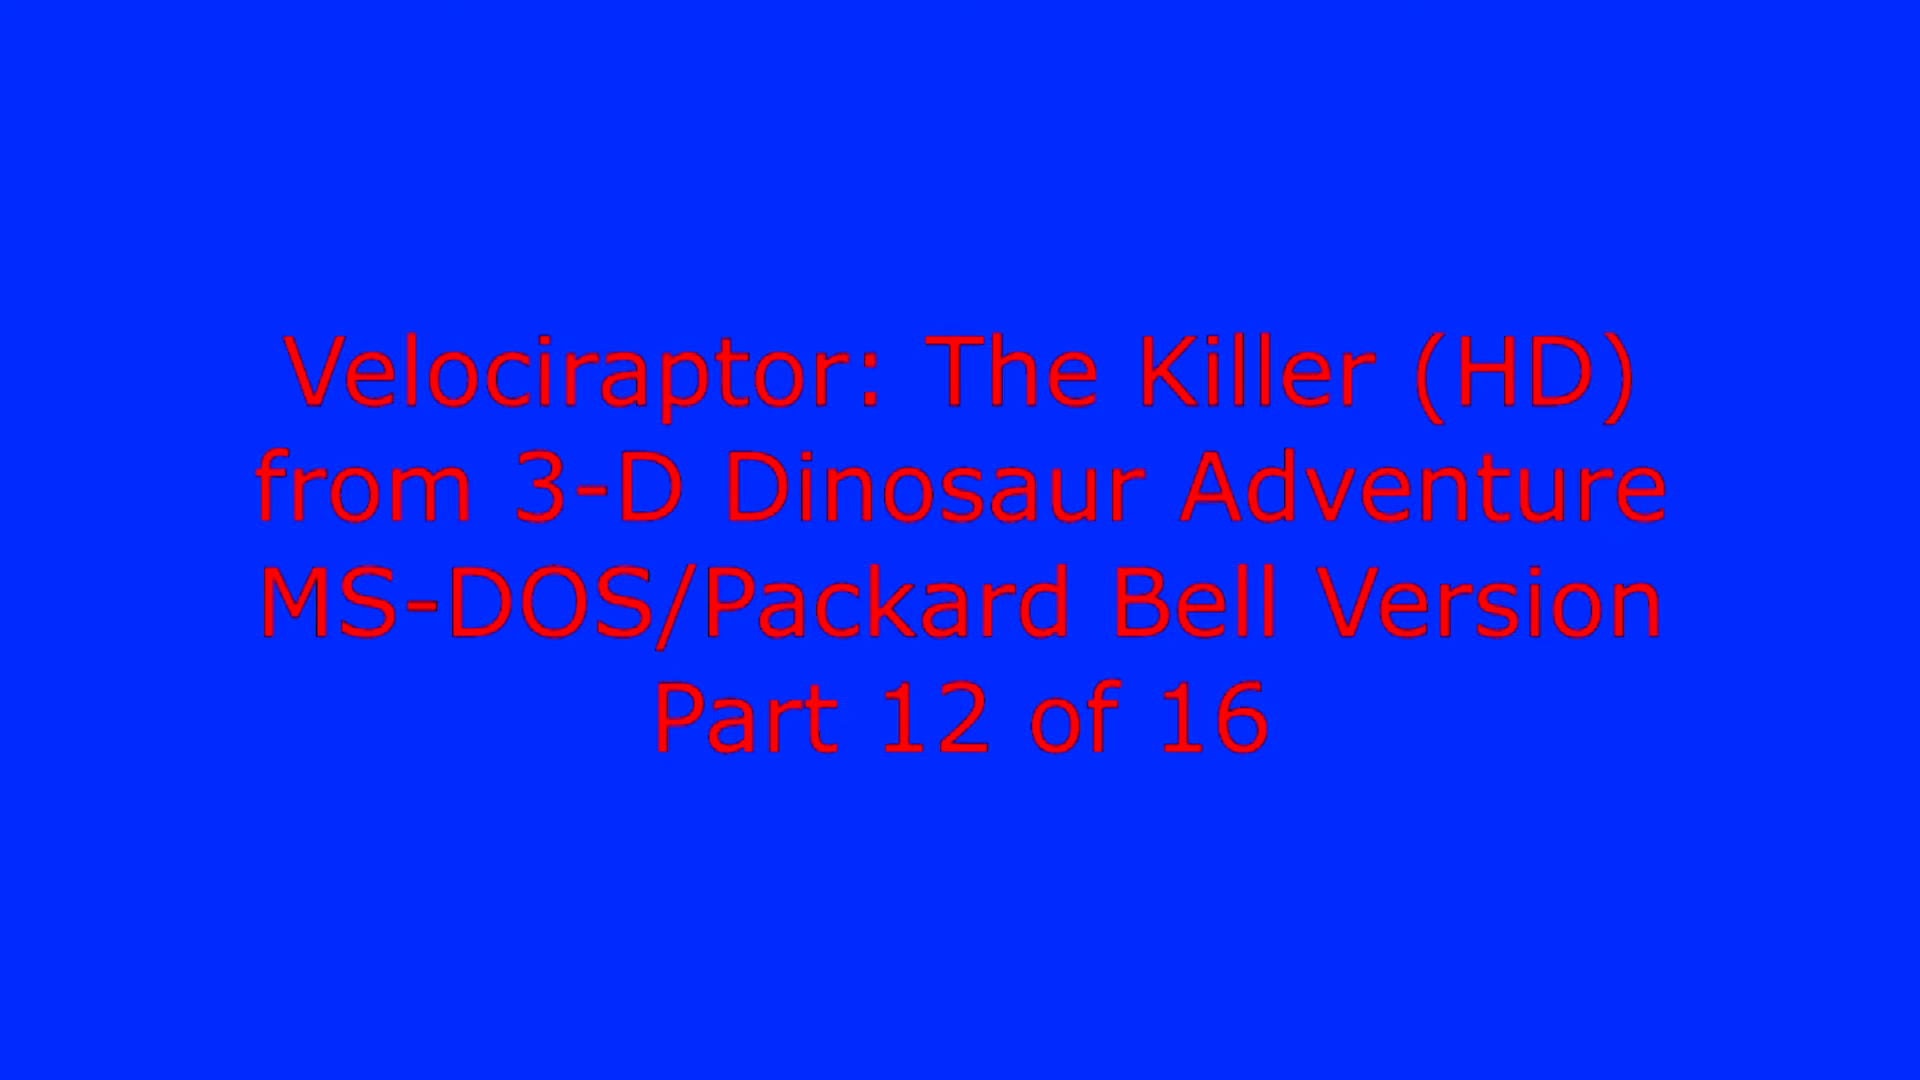 Velociraptor: The Killer (HD)
from 3-D Dinosaur Adventure
MS-DOS/Packard Bell Version
Part 12 of 16